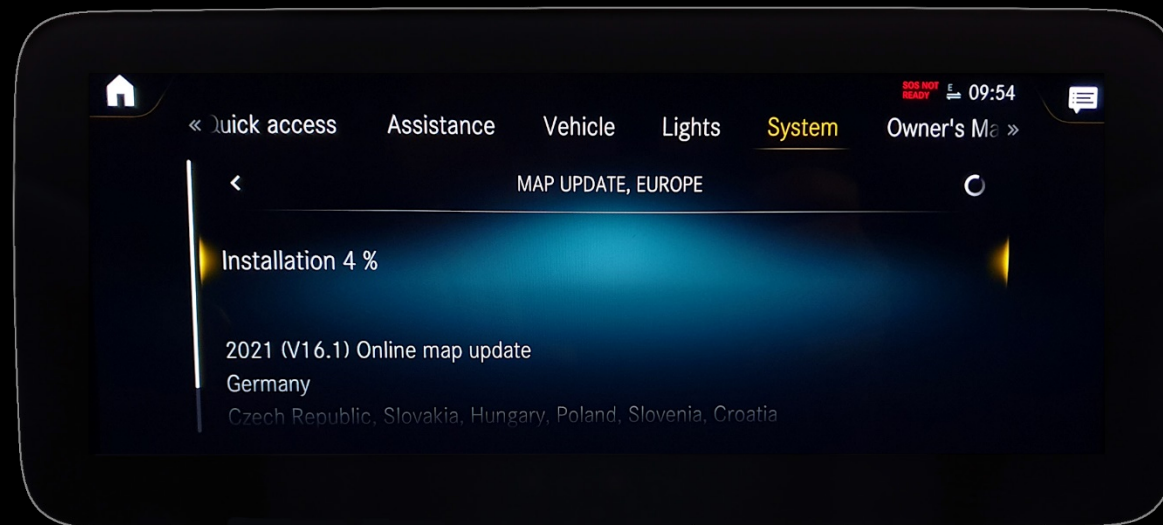 SOS NOT
READY
E
09:54
« Quick access Assistance Vehicle Lights System Owner's Ma »
MAP UPDATE, EUROPE
Installation 4 %
2021 (V16.1) Online map update
Germany
Czech Republic, Slovakia, Hungary, Poland, Slovenia, Croatia